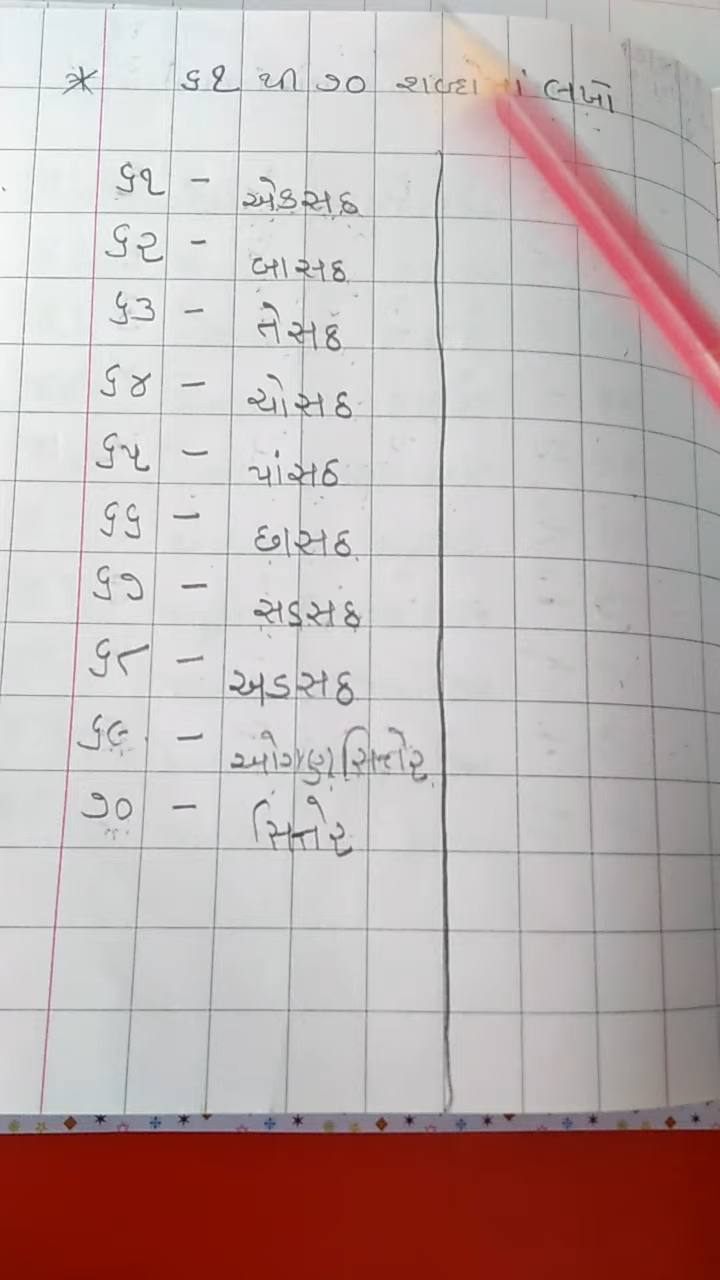 * ૬૧ થી ૭૦ શબ્દોમાં લખો
૬૧ - એકસઠ
૬૨ - બાસઠ
૬૩ - તેસઠ
૬૪ - ચોસઠ
૬૫ - પાંસઠ
૬૬ - છાસઠ
૬૭ - સડસઠ
૬૮ - અડસઠ
૬૯ - ઓગણસિત્તેર
૭૦ - સિત્તેર